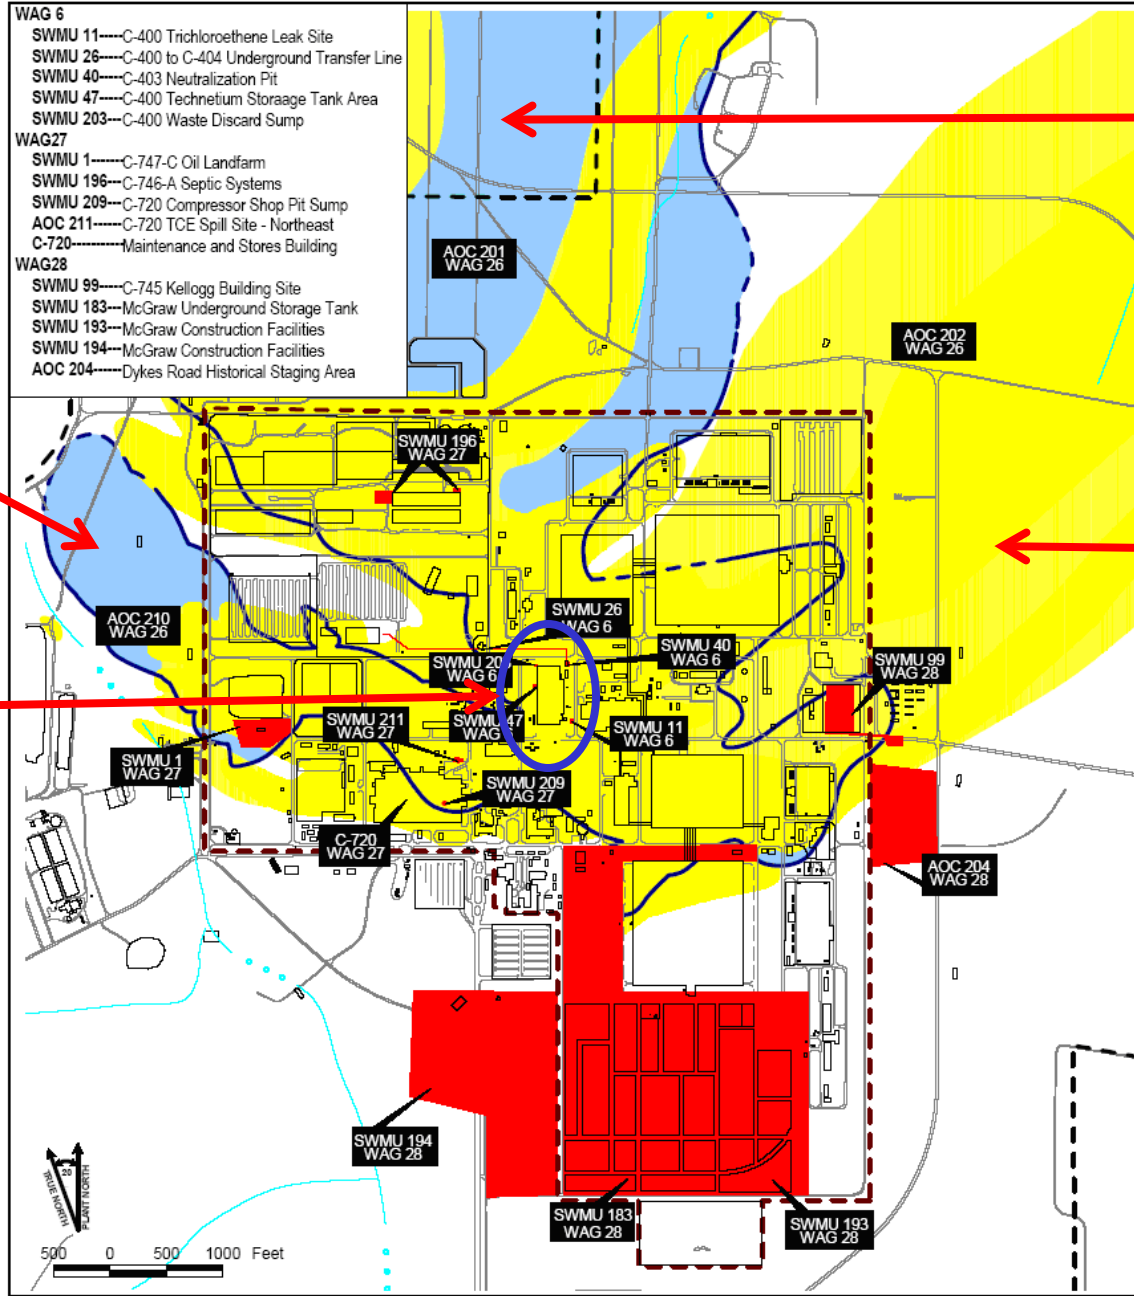 WAG 6
SWMU 11-----C-400 Trichloroethene Leak Site
SWMU 26-----C-400 to C-404 Underground Transfer Line
SWMU 40-----C-403 Neutralization Pit
SWMU 47-----C-400 Technetium Storaage Tank Area
SWMU 203---C-400 Waste Discard Sump
WAG27
SWMU 1-------C-747-C Oil Landfarm
SWMU 196---C-746-A Septic Systems
SWMU 209---C-720 Compressor Shop Pit Sump
AOC 211------C-720 TCE Spill Site - Northeast
C-720-----------Maintenance and Stores Building
WAG28
SWMU 99-----C-745 Kellogg Building Site
SWMU 183---McGraw Underground Storage Tank
SWMU 193---McGraw Construction Facilities
SWMU 194---McGraw Construction Facilities
AOC 204------Dykes Road Historical Staging Area
AOC 201
WAG 26
AOC 202
WAG 26
SWMU 196
WAG 27
AOC 210
WAG 26
SWMU 26
WAG 6
SWMU 40
WAG 6
SWMU 20
WAG 6
SWMU 99
WAG 28
SWMU 47
WAG
SWMU 211
WAG 27
SWMU 11
WAG 6
SWMU 1
WAG 27
SWMU 209
WAG 27
C-720
WAG 27
AOC 204
WAG 28
SWMU 194
WAG 28
SWMU 183
WAG 28
SWMU 193
WAG 28
20
TRUE NORTH
PLANT NORTH
500 0 500 1000 Feet